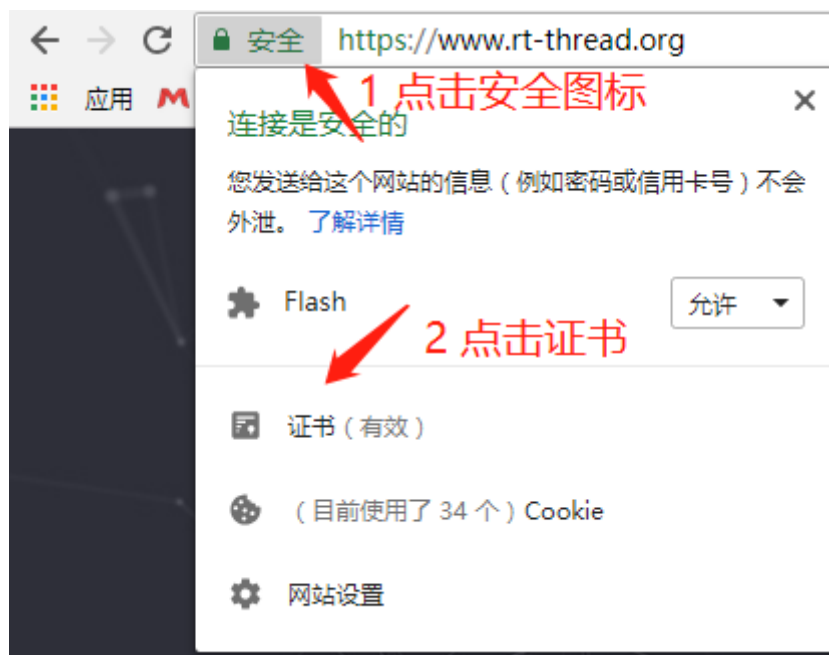 安全 https://www.rt-thread.org
应用
1 点击安全图标
连接是安全的
您发送给这个网站的信息（例如密码或信用卡号）不会
外泄。 了解详情
Flash 允许
2 点击证书
证书（有效）
（目前使用了 34 个）Cookie
网站设置